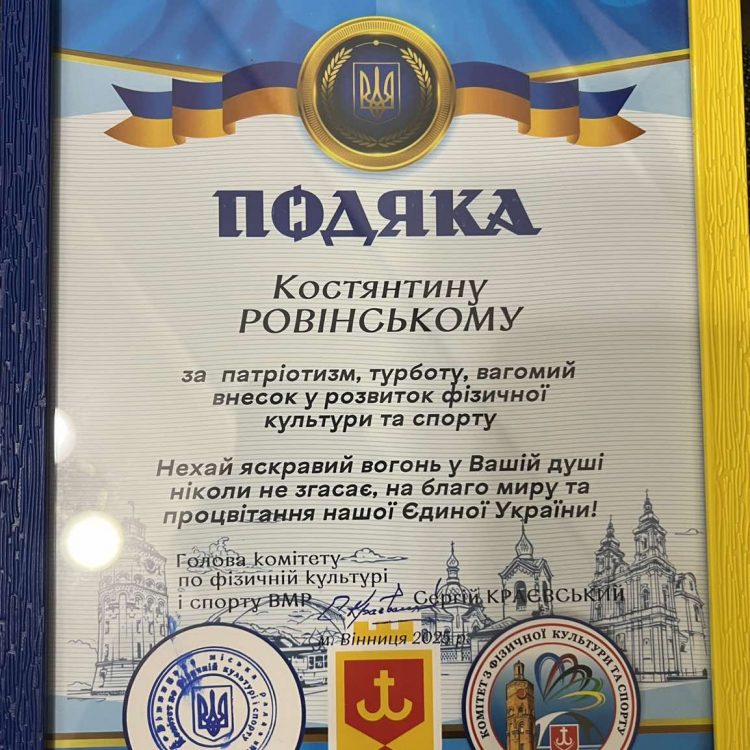 ПОДЯКА
Костянтину
РОВІНСЬКОМУ
за патріотизм, турботу, вагомий
внесок у розвиток фізичної
культури та спорту
Нехай яскравий вогонь у Вашій душі
ніколи не згасає, на благо миру та
процвітання нашої Єдиної України!
Голова комітету
по фізичній культурі
і спорту ВМР Сергій КРАЄВСЬКИЙ
м. Вінниця 2025 р.
КОМІТЕТ З ФІЗИЧНОЇ КУЛЬТУРИ ТА СПОРТУ